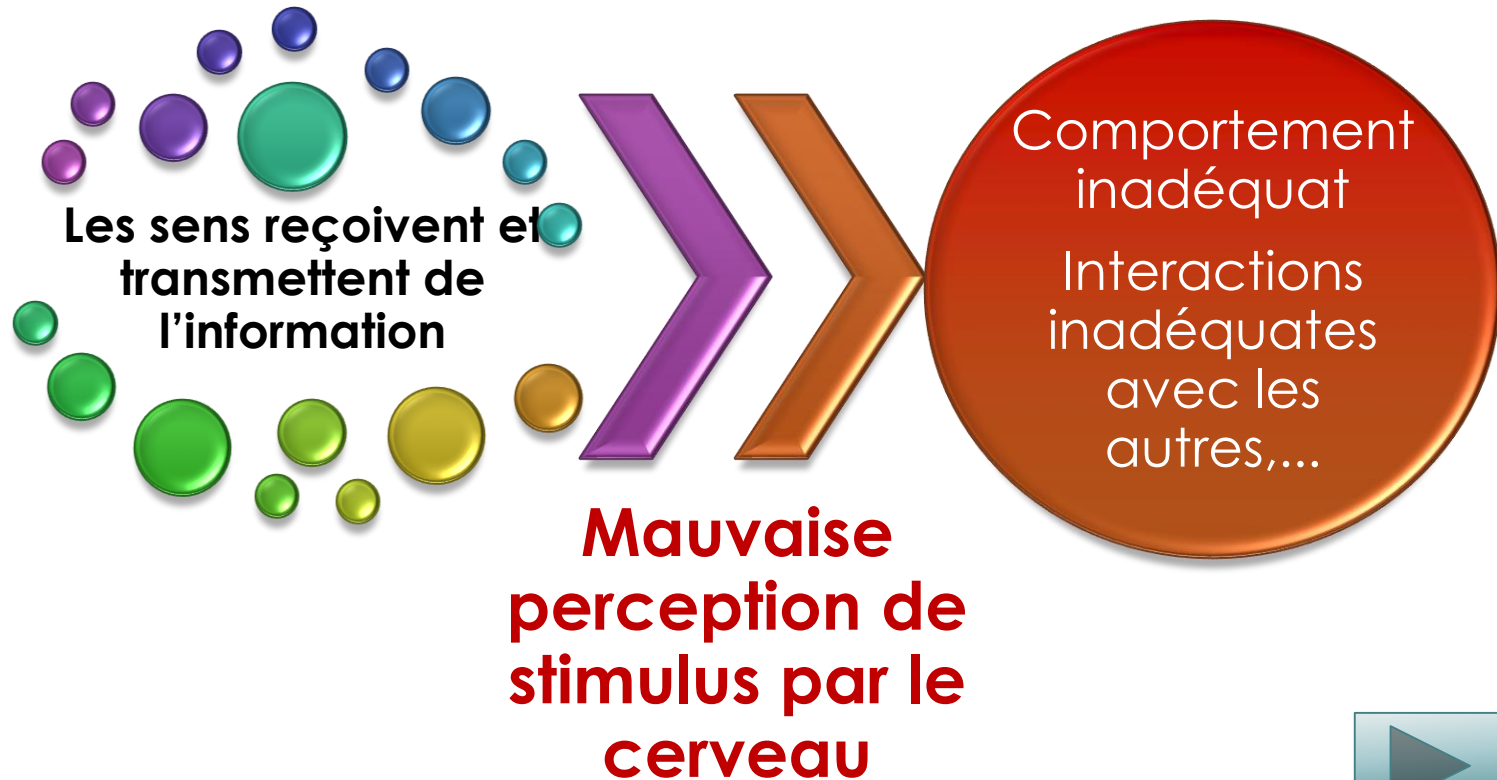 Les sens reçoivent et
transmettent de
l’information
Mauvaise
perception de
stimulus par le
cerveau
Comportement
inadéquat
Interactions
inadéquates
avec les
autres,...